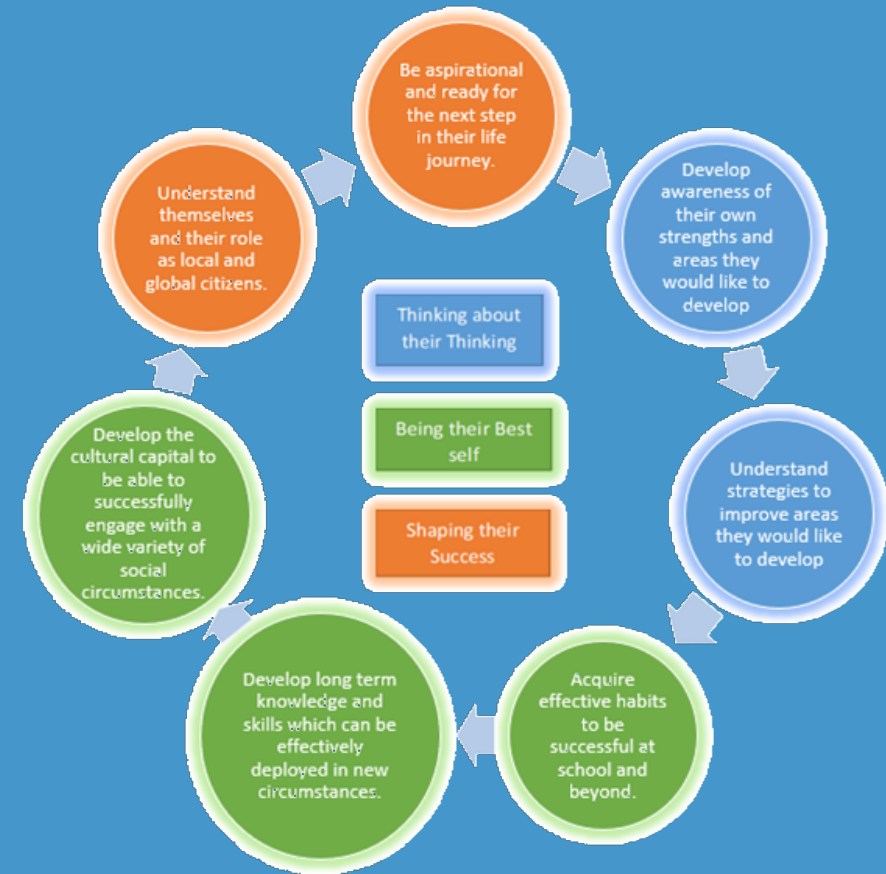 Be aspirational
and ready for
the next step
in their life
journey.
Develop
awareness of
their own
strengths and
areas they
would like to
develop
Understand
strategies to
improve areas
they would like
to develop
Acquire
effective habits
to be
successful at
school and
beyond.
Develop long term
knowledge and
skills which can be
effectively
deployed in new
circumstances.
Develop the
cultural capital to
be able to
successfully
engage with a
wide variety of
social
circumstances.
Understand
themselves
and their role
as local and
global citizens.
Thinking about
their Thinking
Being their Best
self
Shaping their
Success